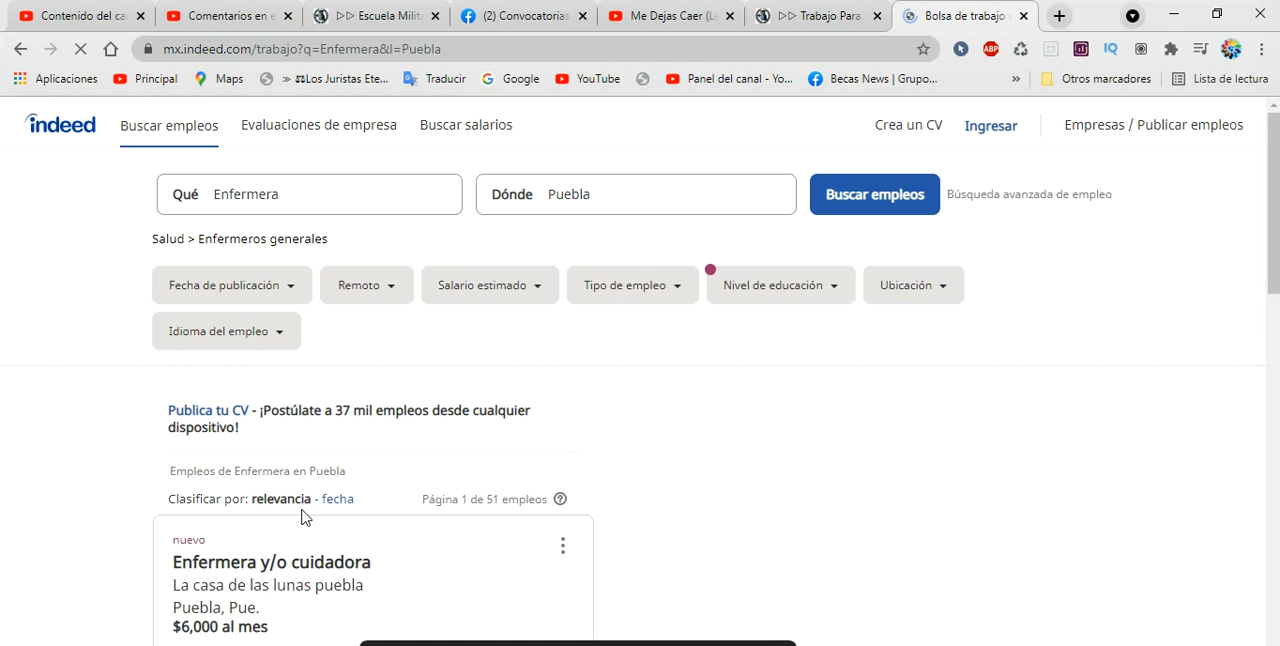 Contenido del ca
Comentarios en e
▷▷ Escuela Milita
(2) Convocatorias
Me Dejas Caer (L
▷▷ Trabajo Para
Bolsa de trabajo
mx.indeed.com/trabajo?q=Enfermera&l=Puebla
ABP
IQ
Aplicaciones
Principal
Maps
» ⚖Los Juristas Ete...
Traducir
Google
YouTube
Panel del canal - Yo...
Becas News | Grupo...
»
Otros marcadores
Lista de lectura
indeed
Buscar empleos
Evaluaciones de empresa
Buscar salarios
Crea un CV
Ingresar
Empresas / Publicar empleos
Qué Enfermera
Dónde Puebla
Buscar empleos
Búsqueda avanzada de empleo
Salud > Enfermeros generales
Fecha de publicación
Remoto
Salario estimado
Tipo de empleo
Nivel de educación
Ubicación
Idioma del empleo
Publica tu CV - ¡Postúlate a 37 mil empleos desde cualquier
dispositivo!
Empleos de Enfermera en Puebla
Clasificar por: relevancia - fecha
Página 1 de 51 empleos ?
nuevo
Enfermera y/o cuidadora
La casa de las lunas puebla
Puebla, Pue.
$6,000 al mes